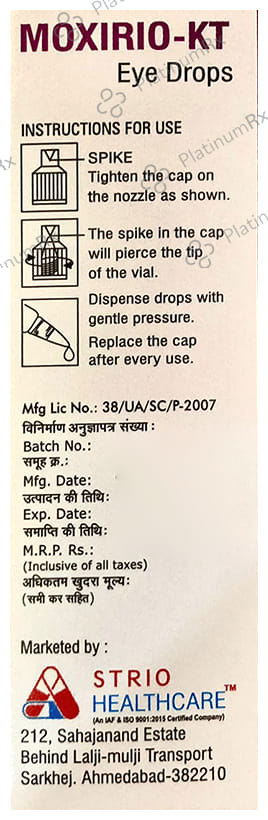 MOXIRIO-KT
Eye Drops
INSTRUCTIONS FOR USE
SPIKE
Tighten the cap on
the nozzle as shown.
The spike in the cap
will pierce the tip
of the vial.
Dispense drops with
gentle pressure.
Replace the cap
after every use.
Mfg Lic No.: 38/UA/SC/P-2007
विनिर्माण अनुज्ञापत्र संख्या :
Batch No.:
समूह क्र.:
Mfg. Date:
उत्पादन की तिथि:
Exp. Date:
समाप्ति की तिथि:
M.R.P. Rs.:
(Inclusive of all taxes)
अधिकतम खुदरा मूल्य:
(सभी कर सहित)
Marketed by :
STRIO
HEALTHCARE™
(An IAF & ISO 9001:2015 Certified Company)
212, Sahajanand Estate
Behind Lalji-mulji Transport
Sarkhej. Ahmedabad-382210
PlatinumRx